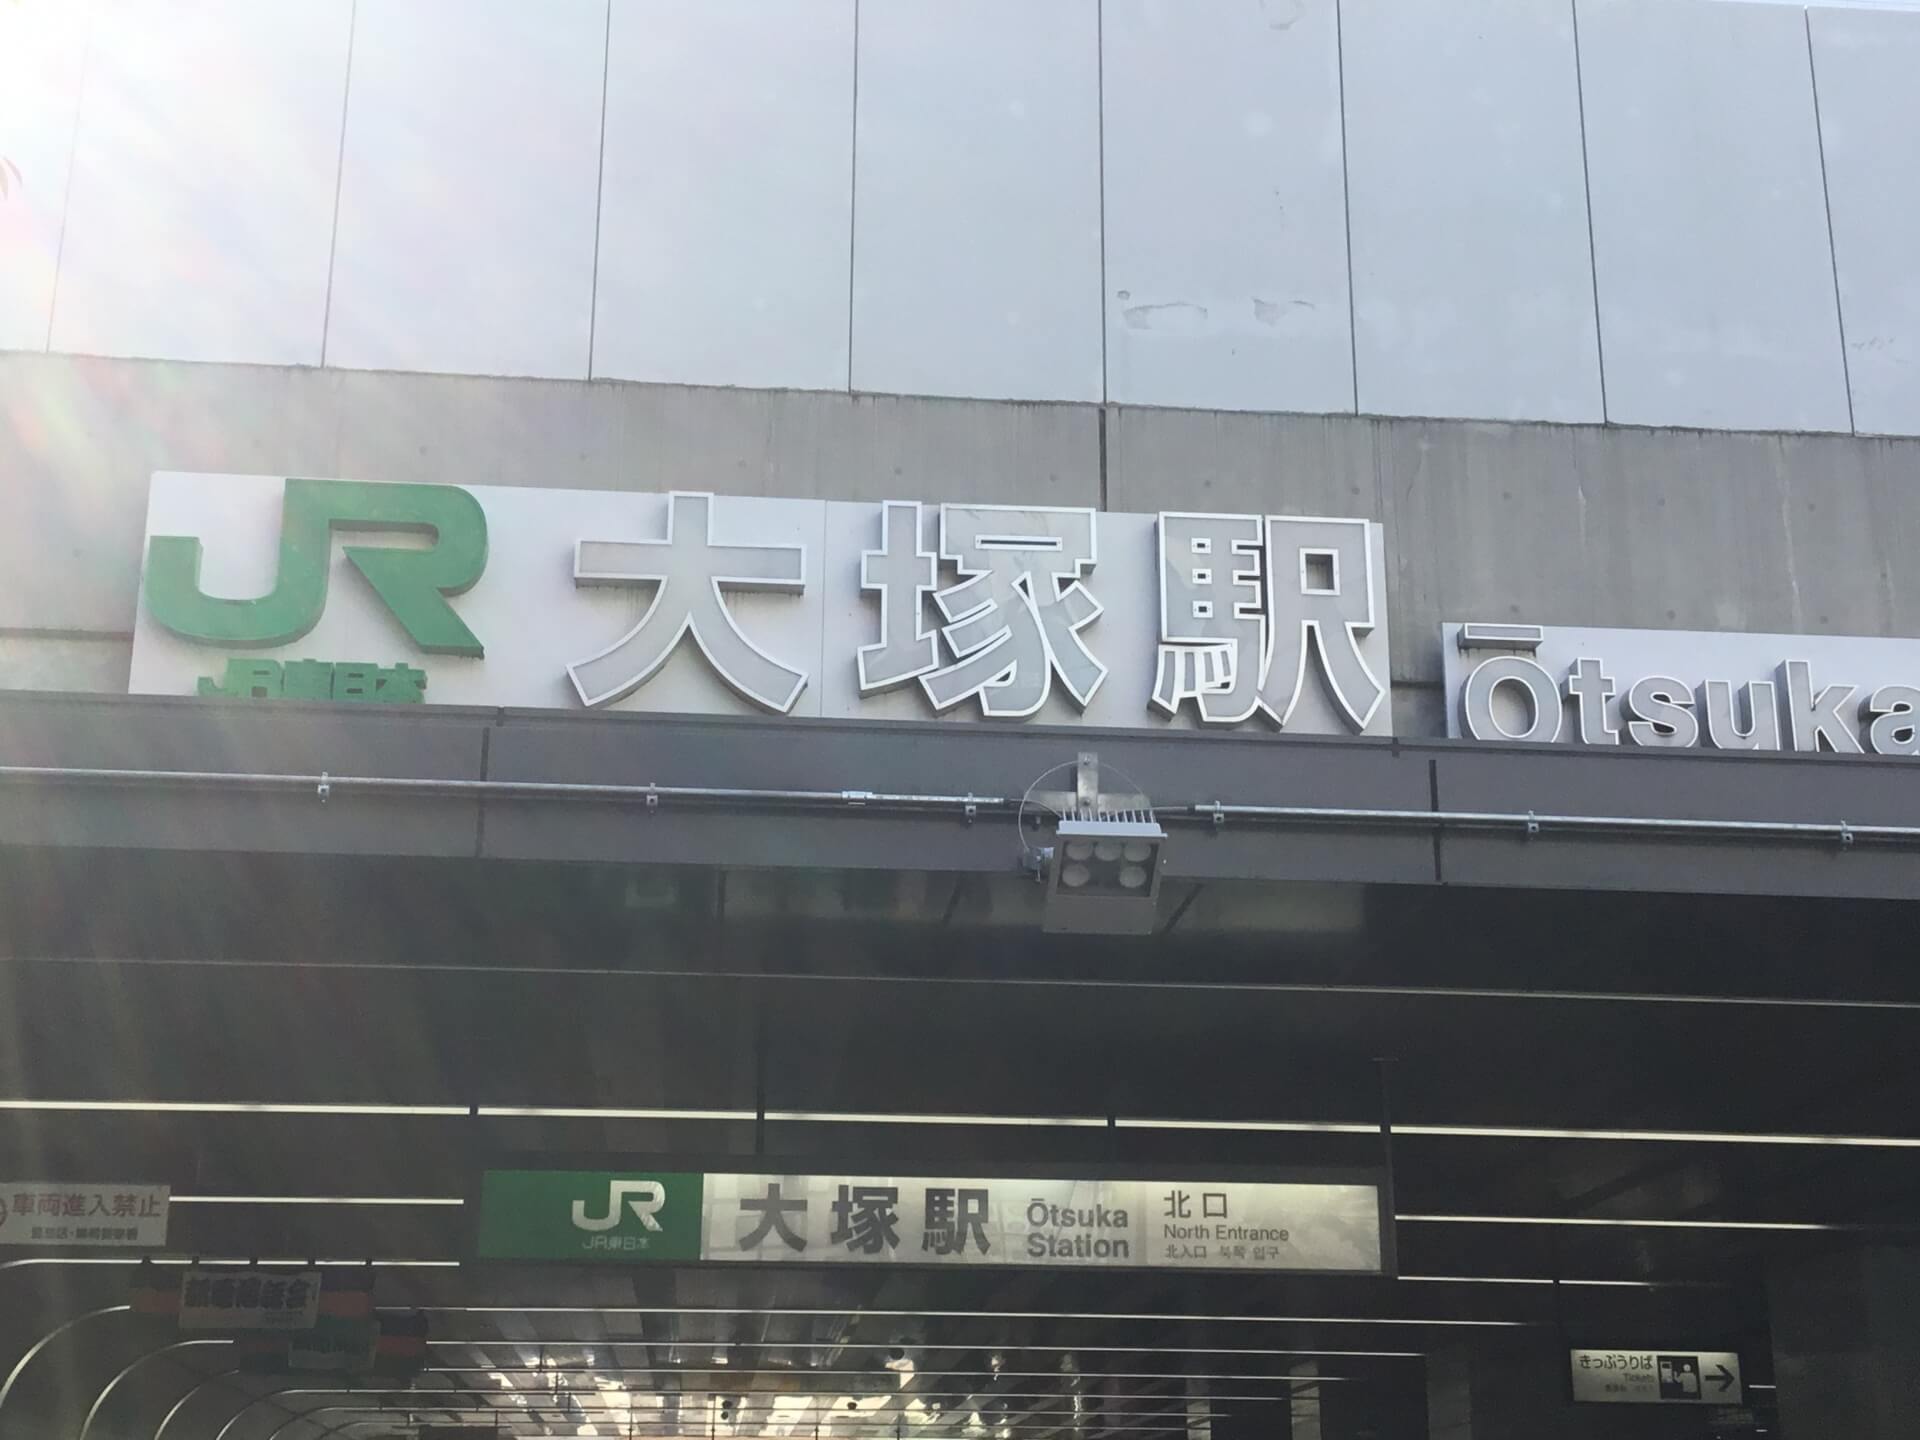 JR 大塚駅
JR東日本
Ōtsuka
JR
JR東日本
大塚駅
Ōtsuka
Station
北口
North Entrance
北入口 북쪽 입구
車両進入禁止
きっぷうりば
Tickets